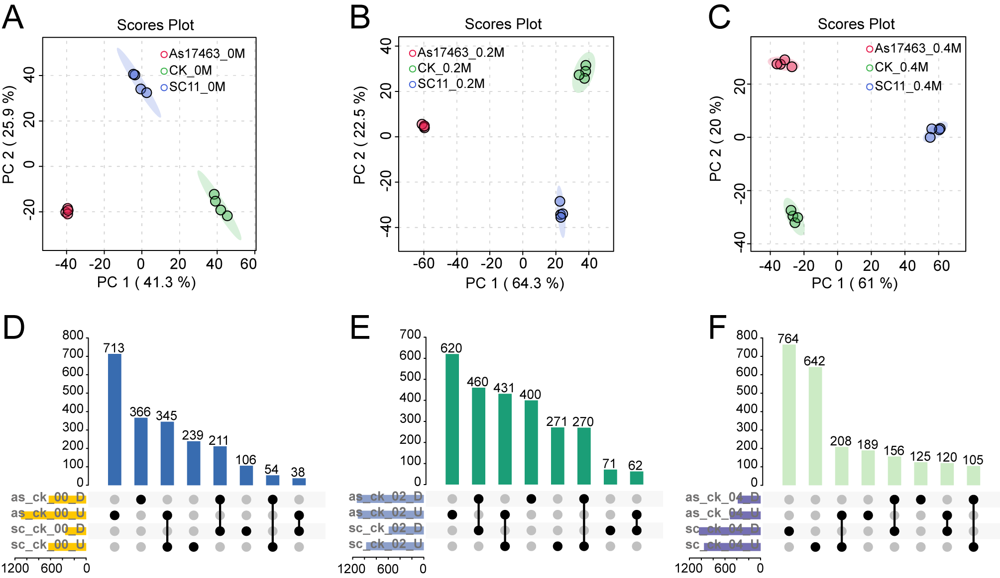 A
Scores Plot
As17463_0M
CK_0M
SC11_0M
PC 2 ( 25.9 %)
40
20
0
-20
-40 -20 0 20 40 60
PC 1 ( 41.3 %)
B
Scores Plot
As17463_0.2M
CK_0.2M
SC11_0.2M
PC 2 ( 22.5 %)
40
20
0
-20
-40
-60 -40 -20 0 20 40
PC 1 ( 64.3 %)
C
Scores Plot
As17463_0.4M
CK_0.4M
SC11_0.4M
PC 2 ( 20 %)
20
0
-20
-40
-40 -20 0 20 40 60
PC 1 ( 61 %)
D
800
700
600
500
400
300
200
100
0
713
366
345
239
211
106
54
38
as_ck_00_D
as_ck_00_U
sc_ck_00_D
sc_ck_00_U
1200 600 0
E
700
600
500
400
300
200
100
0
620
460
431
400
271
270
71
62
as_ck_02_D
as_ck_02_U
sc_ck_02_D
sc_ck_02_U
1200 600 0
F
800
700
600
500
400
300
200
100
0
764
642
208
189
156
125
120
105
as_ck_04_D
as_ck_04_U
sc_ck_04_D
sc_ck_04_U
1200 600 0